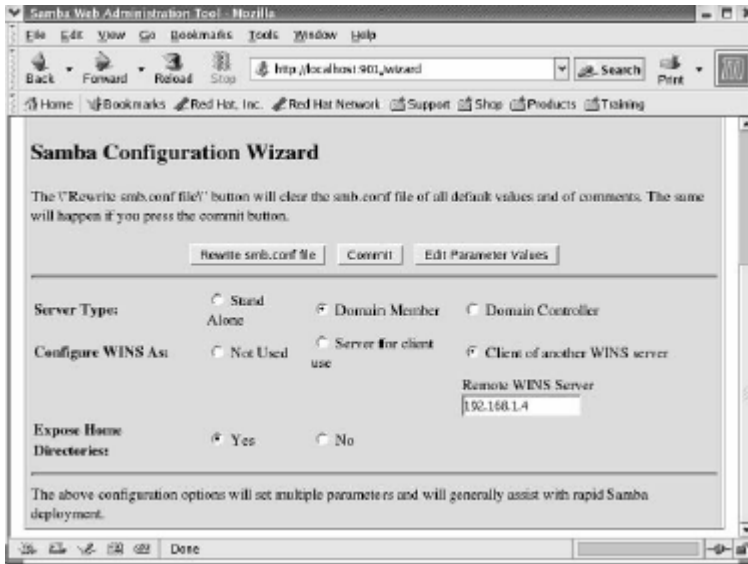 Samba Web Administration Tool - Mozilla
File Edit View Go Bookmarks Tools Window Help
Back Forward Reload Stop http://localhost:901/wizard Search Print
Home Bookmarks Red Hat, Inc. Red Hat Network Support Shop Products Training
Samba Configuration Wizard
The \"Rewrite smb.conf file\" button will clear the smb.conf file of all default values and of comments. The same
will happen if you press the commit button.
Rewrite smb.conf file Commit Edit Parameter Values
Server Type: Stand Alone Domain Member Domain Controller
Configure WINS As: Not Used Server for client use Client of another WINS server
Remote WINS Server
192.168.1.4
Expose Home
Directories: Yes No
The above configuration options will set multiple parameters and will generally assist with rapid Samba
deployment.
Done